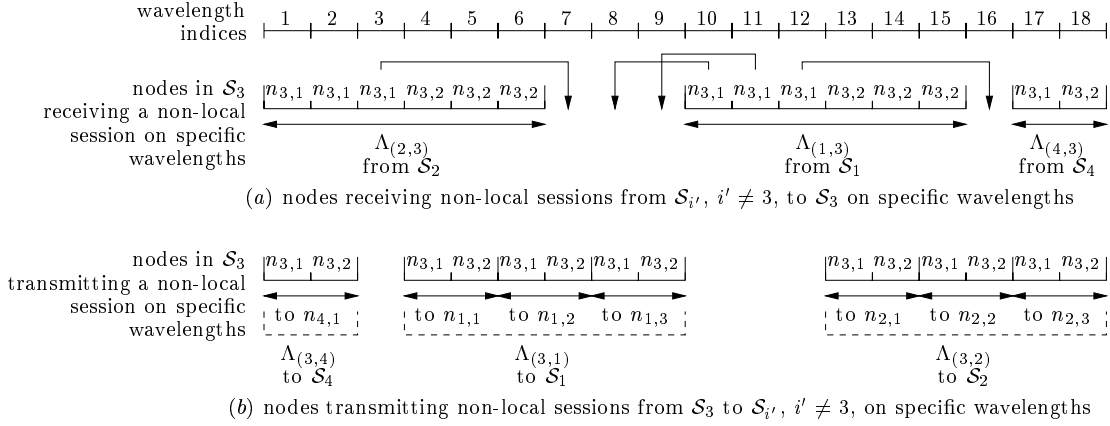 wavelength indices 1 2 3 4 5 6 7 8 9 10 11 12 13 14 15 16 17 18
nodes in 𝒮₃ receiving a non-local session on specific wavelengths
n₃,₁ n₃,₁ n₃,₁ n₃,₂ n₃,₂ n₃,₂ n₃,₁ n₃,₁ n₃,₁ n₃,₂ n₃,₂ n₃,₂ n₃,₁ n₃,₂
Λ(2,3) Λ(1,3) Λ(4,3)
from 𝒮₂ from 𝒮₁ from 𝒮₄
(a) nodes receiving non-local sessions from 𝒮i′, i′ ≠ 3, to 𝒮₃ on specific wavelengths
nodes in 𝒮₃ transmitting a non-local session on specific wavelengths
n₃,₁ n₃,₂ n₃,₁ n₃,₂ n₃,₁ n₃,₂ n₃,₁ n₃,₂ n₃,₁ n₃,₂ n₃,₁ n₃,₂ n₃,₁ n₃,₂
to n₄,₁ to n₁,₁ to n₁,₂ to n₁,₃ to n₂,₁ to n₂,₂ to n₂,₃
Λ(3,4) Λ(3,1) Λ(3,2)
to 𝒮₄ to 𝒮₁ to 𝒮₂
(b) nodes transmitting non-local sessions from 𝒮₃ to 𝒮i′, i′ ≠ 3, on specific wavelengths